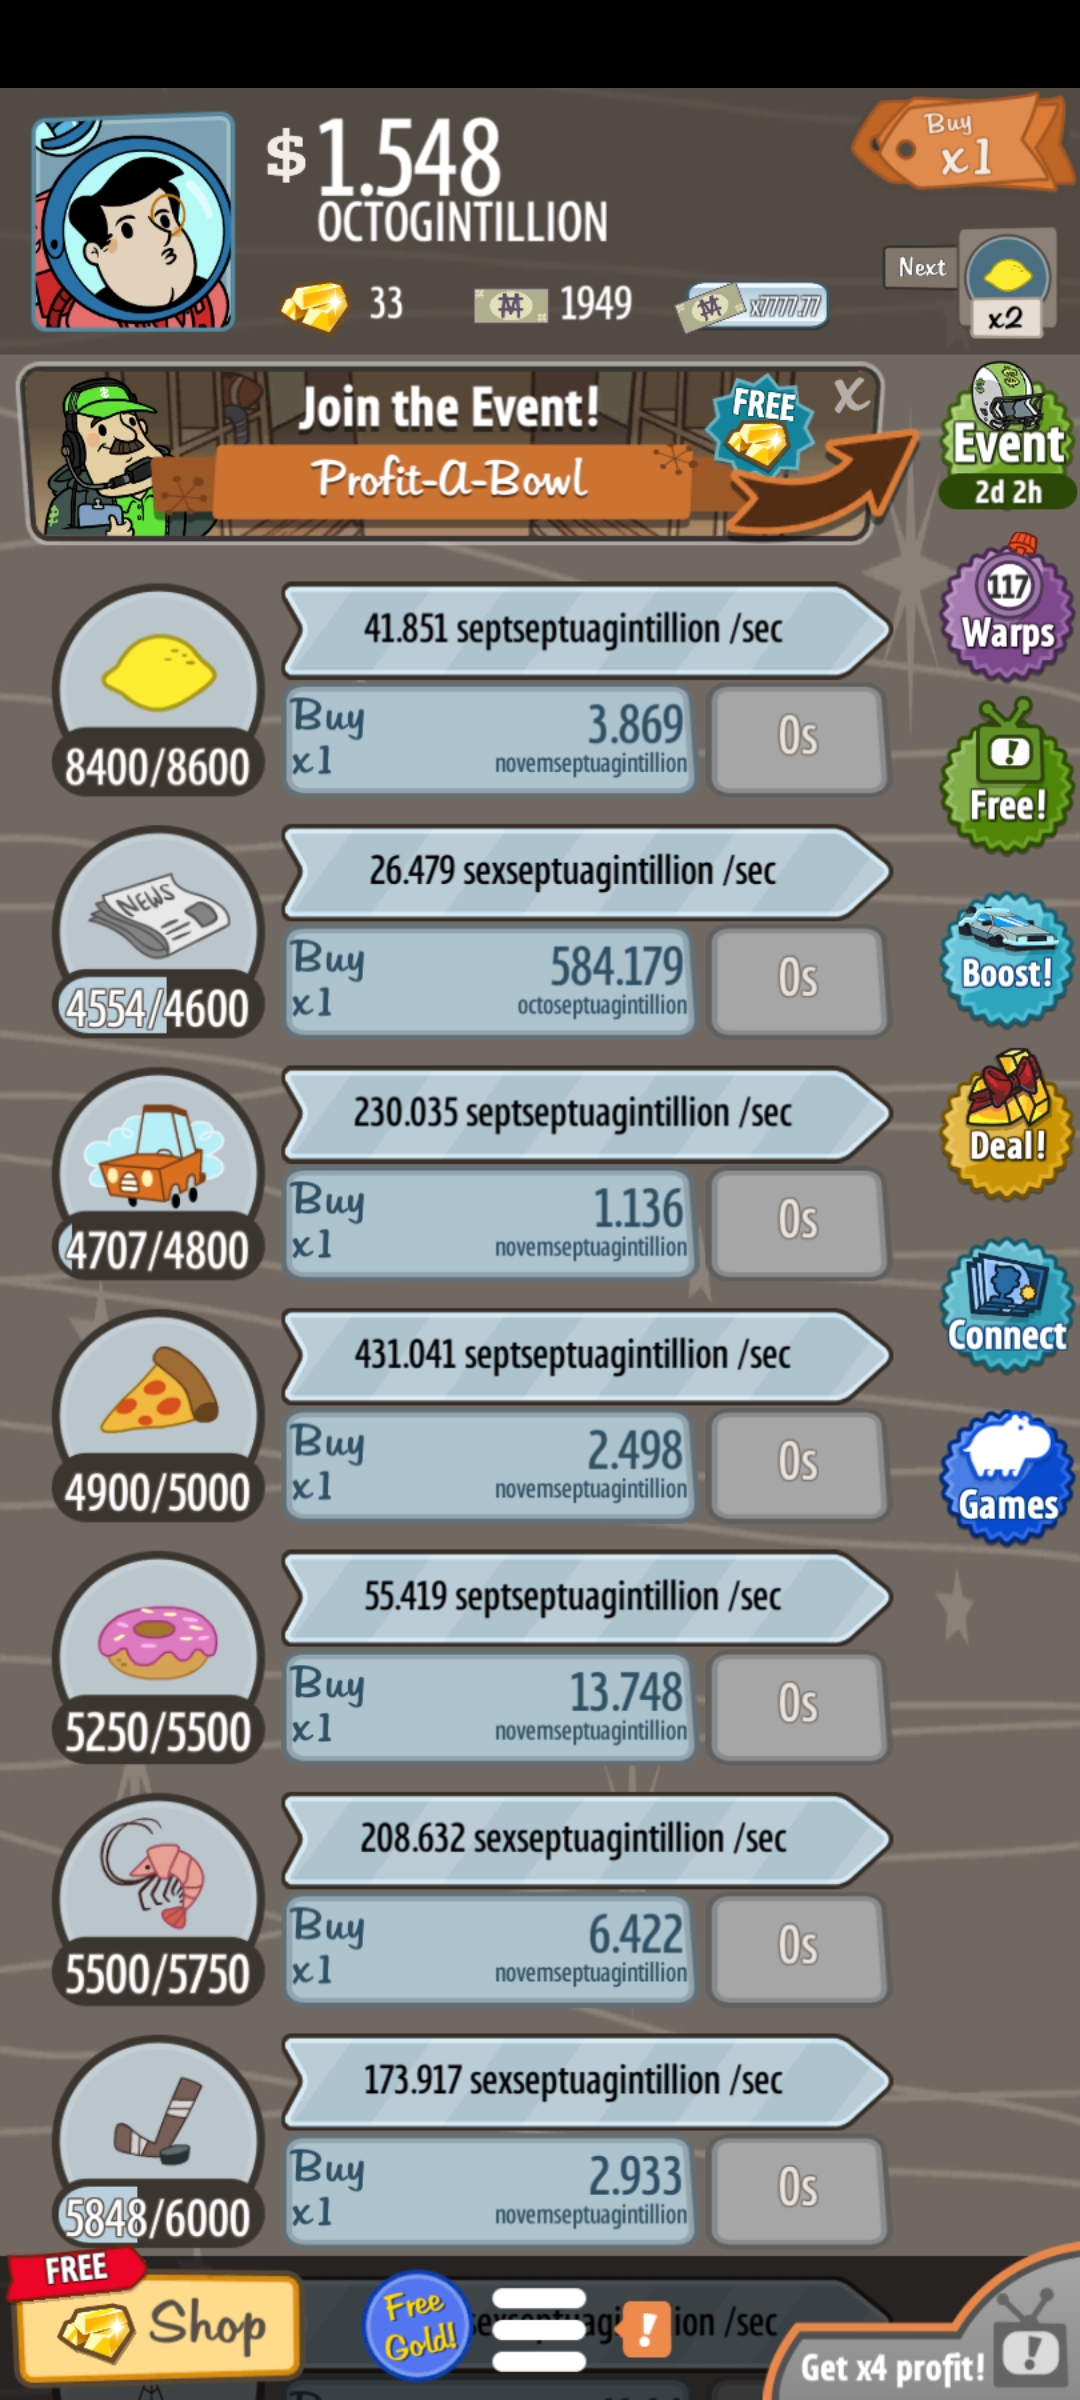 $1.548
OCTOGINTILLION
Buy
x1
33
1949
x7777.77
Next
x2
Join the Event!
Profit-A-Bowl
FREE
X
Event
2d 2h
41.851 septseptuagintillion /sec
Buy
x1
3.869
novemseptuagintillion
0s
8400/8600
117
Warps
Free!
26.479 sexseptuagintillion /sec
NEWS
Buy
x1
584.179
octoseptuagintillion
0s
4554/4600
Boost!
230.035 septseptuagintillion /sec
Buy
x1
1.136
novemseptuagintillion
0s
4707/4800
Deal!
431.041 septseptuagintillion /sec
Buy
x1
2.498
novemseptuagintillion
0s
4900/5000
Connect
Games
55.419 septseptuagintillion /sec
Buy
x1
13.748
novemseptuagintillion
0s
5250/5500
208.632 sexseptuagintillion /sec
Buy
x1
6.422
novemseptuagintillion
0s
5500/5750
173.917 sexseptuagintillion /sec
Buy
x1
2.933
novemseptuagintillion
0s
5848/6000
FREE
Shop
Free
Gold!
/sec
!
Get x4 profit!
Buy